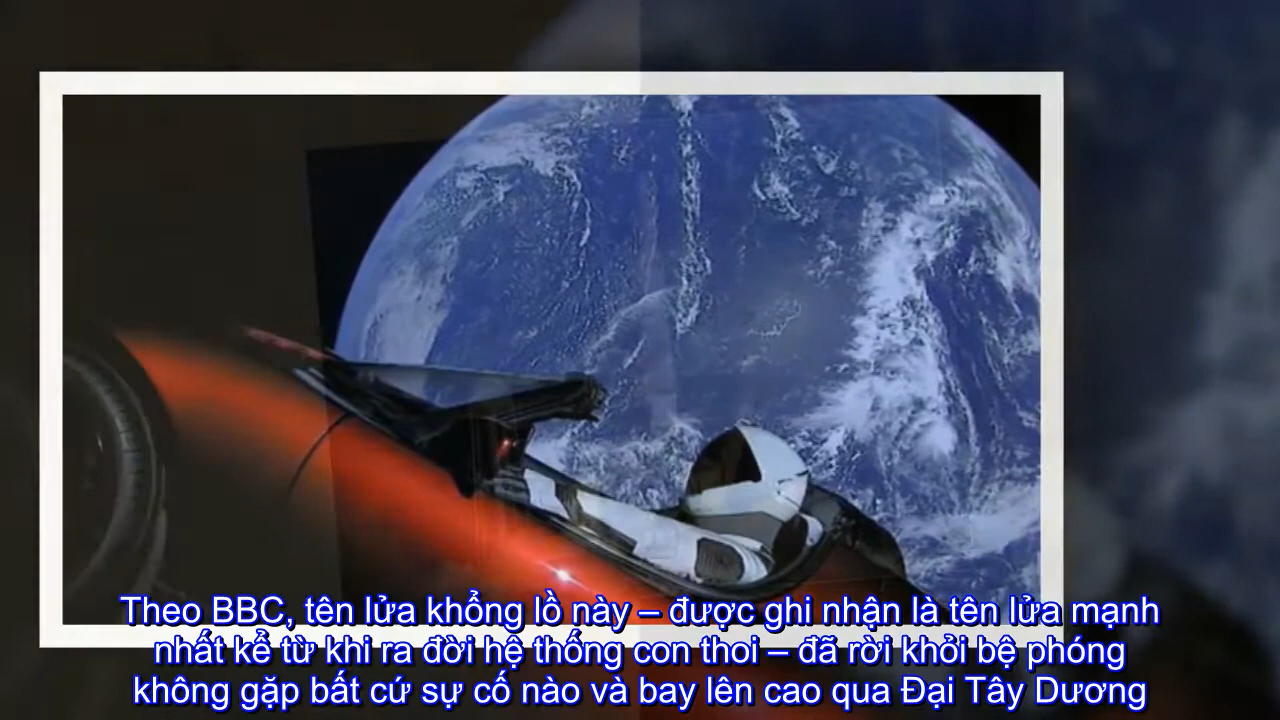 Theo BBC, tên lửa khổng lồ này – được ghi nhận là tên lửa mạnh
nhất kể từ khi ra đời hệ thống con thoi – đã rời khỏi bệ phóng
không gặp bất cứ sự cố nào và bay lên cao qua Đại Tây Dương